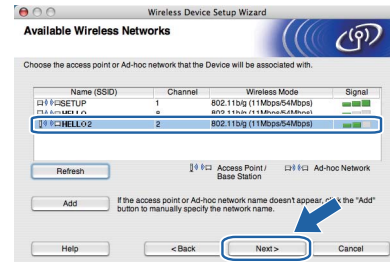 Wireless Device Setup Wizard
Available Wireless Networks
Choose the access point or Ad-hoc network that the Device will be associated with.
Name (SSID) Channel Wireless Mode Signal
SETUP 1 802.11b/g (11Mbps/54Mbps)
HELLO 802.11b/g (11Mbps/54Mbps)
HELLO2 2 802.11b/g (11Mbps/54Mbps)
Refresh Access Point / Ad-hoc Network
Base Station
Add If the access point or Ad-hoc network name doesn't appear, the "Add"
button to manually specify the network name.
Help < Back Next > Cancel